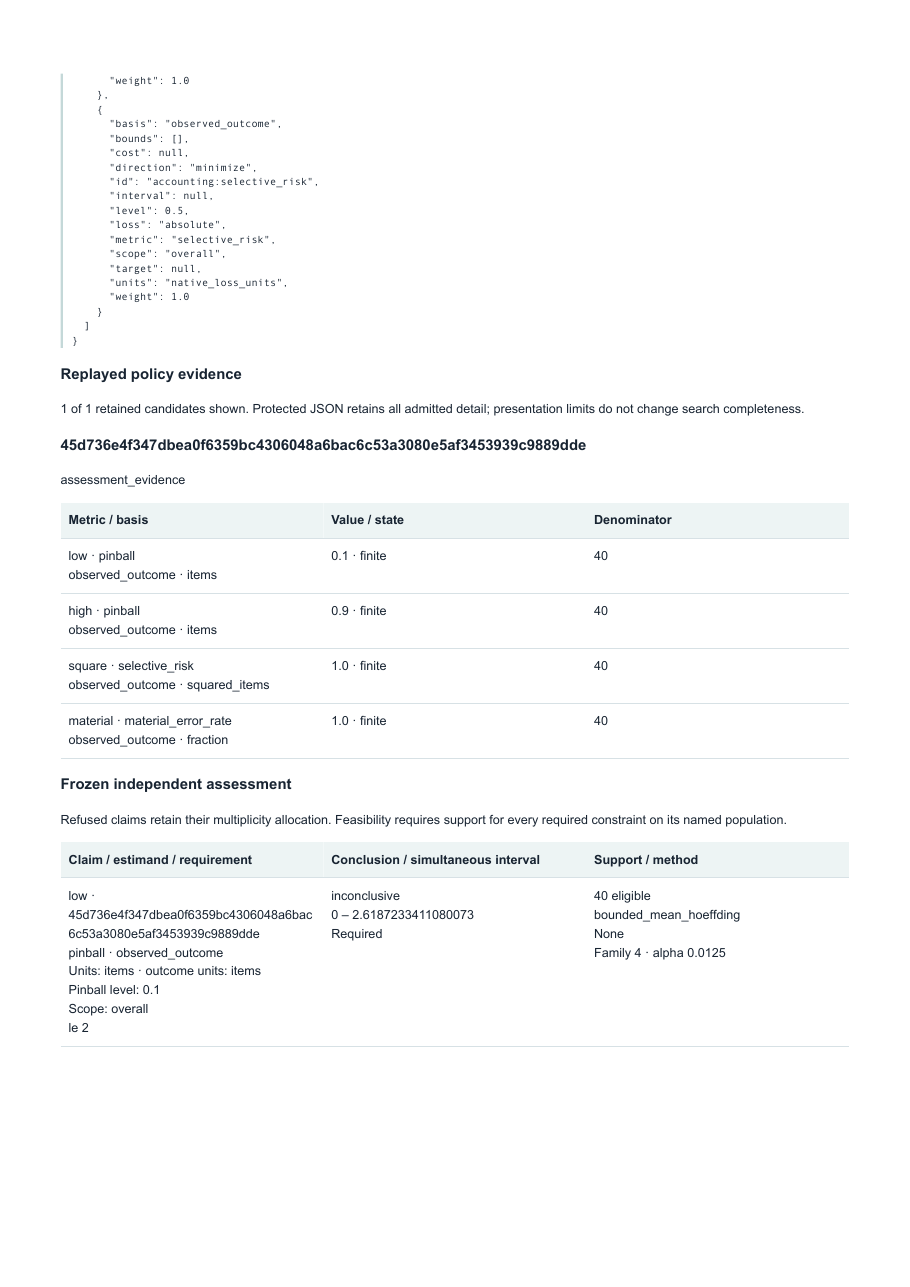 "weight": 1.0
},
{
"basis": "observed_outcome",
"bounds": [],
"cost": null,
"direction": "minimize",
"id": "accounting:selective_risk",
"interval": null,
"level": 0.5,
"loss": "absolute",
"metric": "selective_risk",
"scope": "overall",
"target": null,
"units": "native_loss_units",
"weight": 1.0
}
]
}
Replayed policy evidence
1 of 1 retained candidates shown. Protected JSON retains all admitted detail; presentation limits do not change search completeness.
45d736e4f347dbea0f6359bc4306048a6bac6c53a3080e5af3453939c9889dde
assessment_evidence
Metric / basis Value / state Denominator
low · pinball 0.1 · finite 40
observed_outcome · items
high · pinball 0.9 · finite 40
observed_outcome · items
square · selective_risk 1.0 · finite 40
observed_outcome · squared_items
material · material_error_rate 1.0 · finite 40
observed_outcome · fraction
Frozen independent assessment
Refused claims retain their multiplicity allocation. Feasibility requires support for every required constraint on its named population.
Claim / estimand / requirement Conclusion / simultaneous interval Support / method
low · inconclusive 40 eligible
45d736e4f347dbea0f6359bc4306048a6bac 0 – 2.6187233411080073 bounded_mean_hoeffding
6c53a3080e5af3453939c9889dde Required None
pinball · observed_outcome Family 4 · alpha 0.0125
Units: items · outcome units: items
Pinball level: 0.1
Scope: overall
le 2